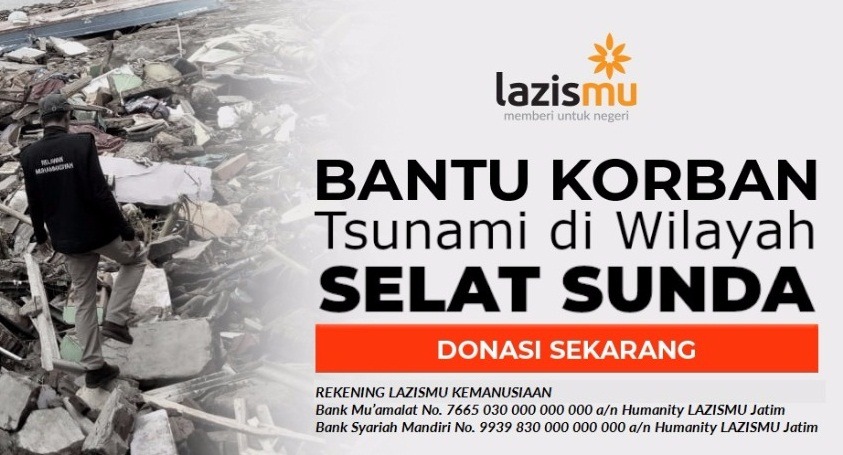 RELAWAN
MUHAMMADIYAH
lazismu
memberi untuk negeri
BANTU KORBAN
Tsunami di Wilayah
SELAT SUNDA
DONASI SEKARANG
REKENING LAZISMU KEMANUSIAAN
Bank Mu'amalat No. 7665 030 000 000 000 a/n Humanity LAZISMU Jatim
Bank Syariah Mandiri No. 9939 830 000 000 000 a/n Humanity LAZISMU Jatim